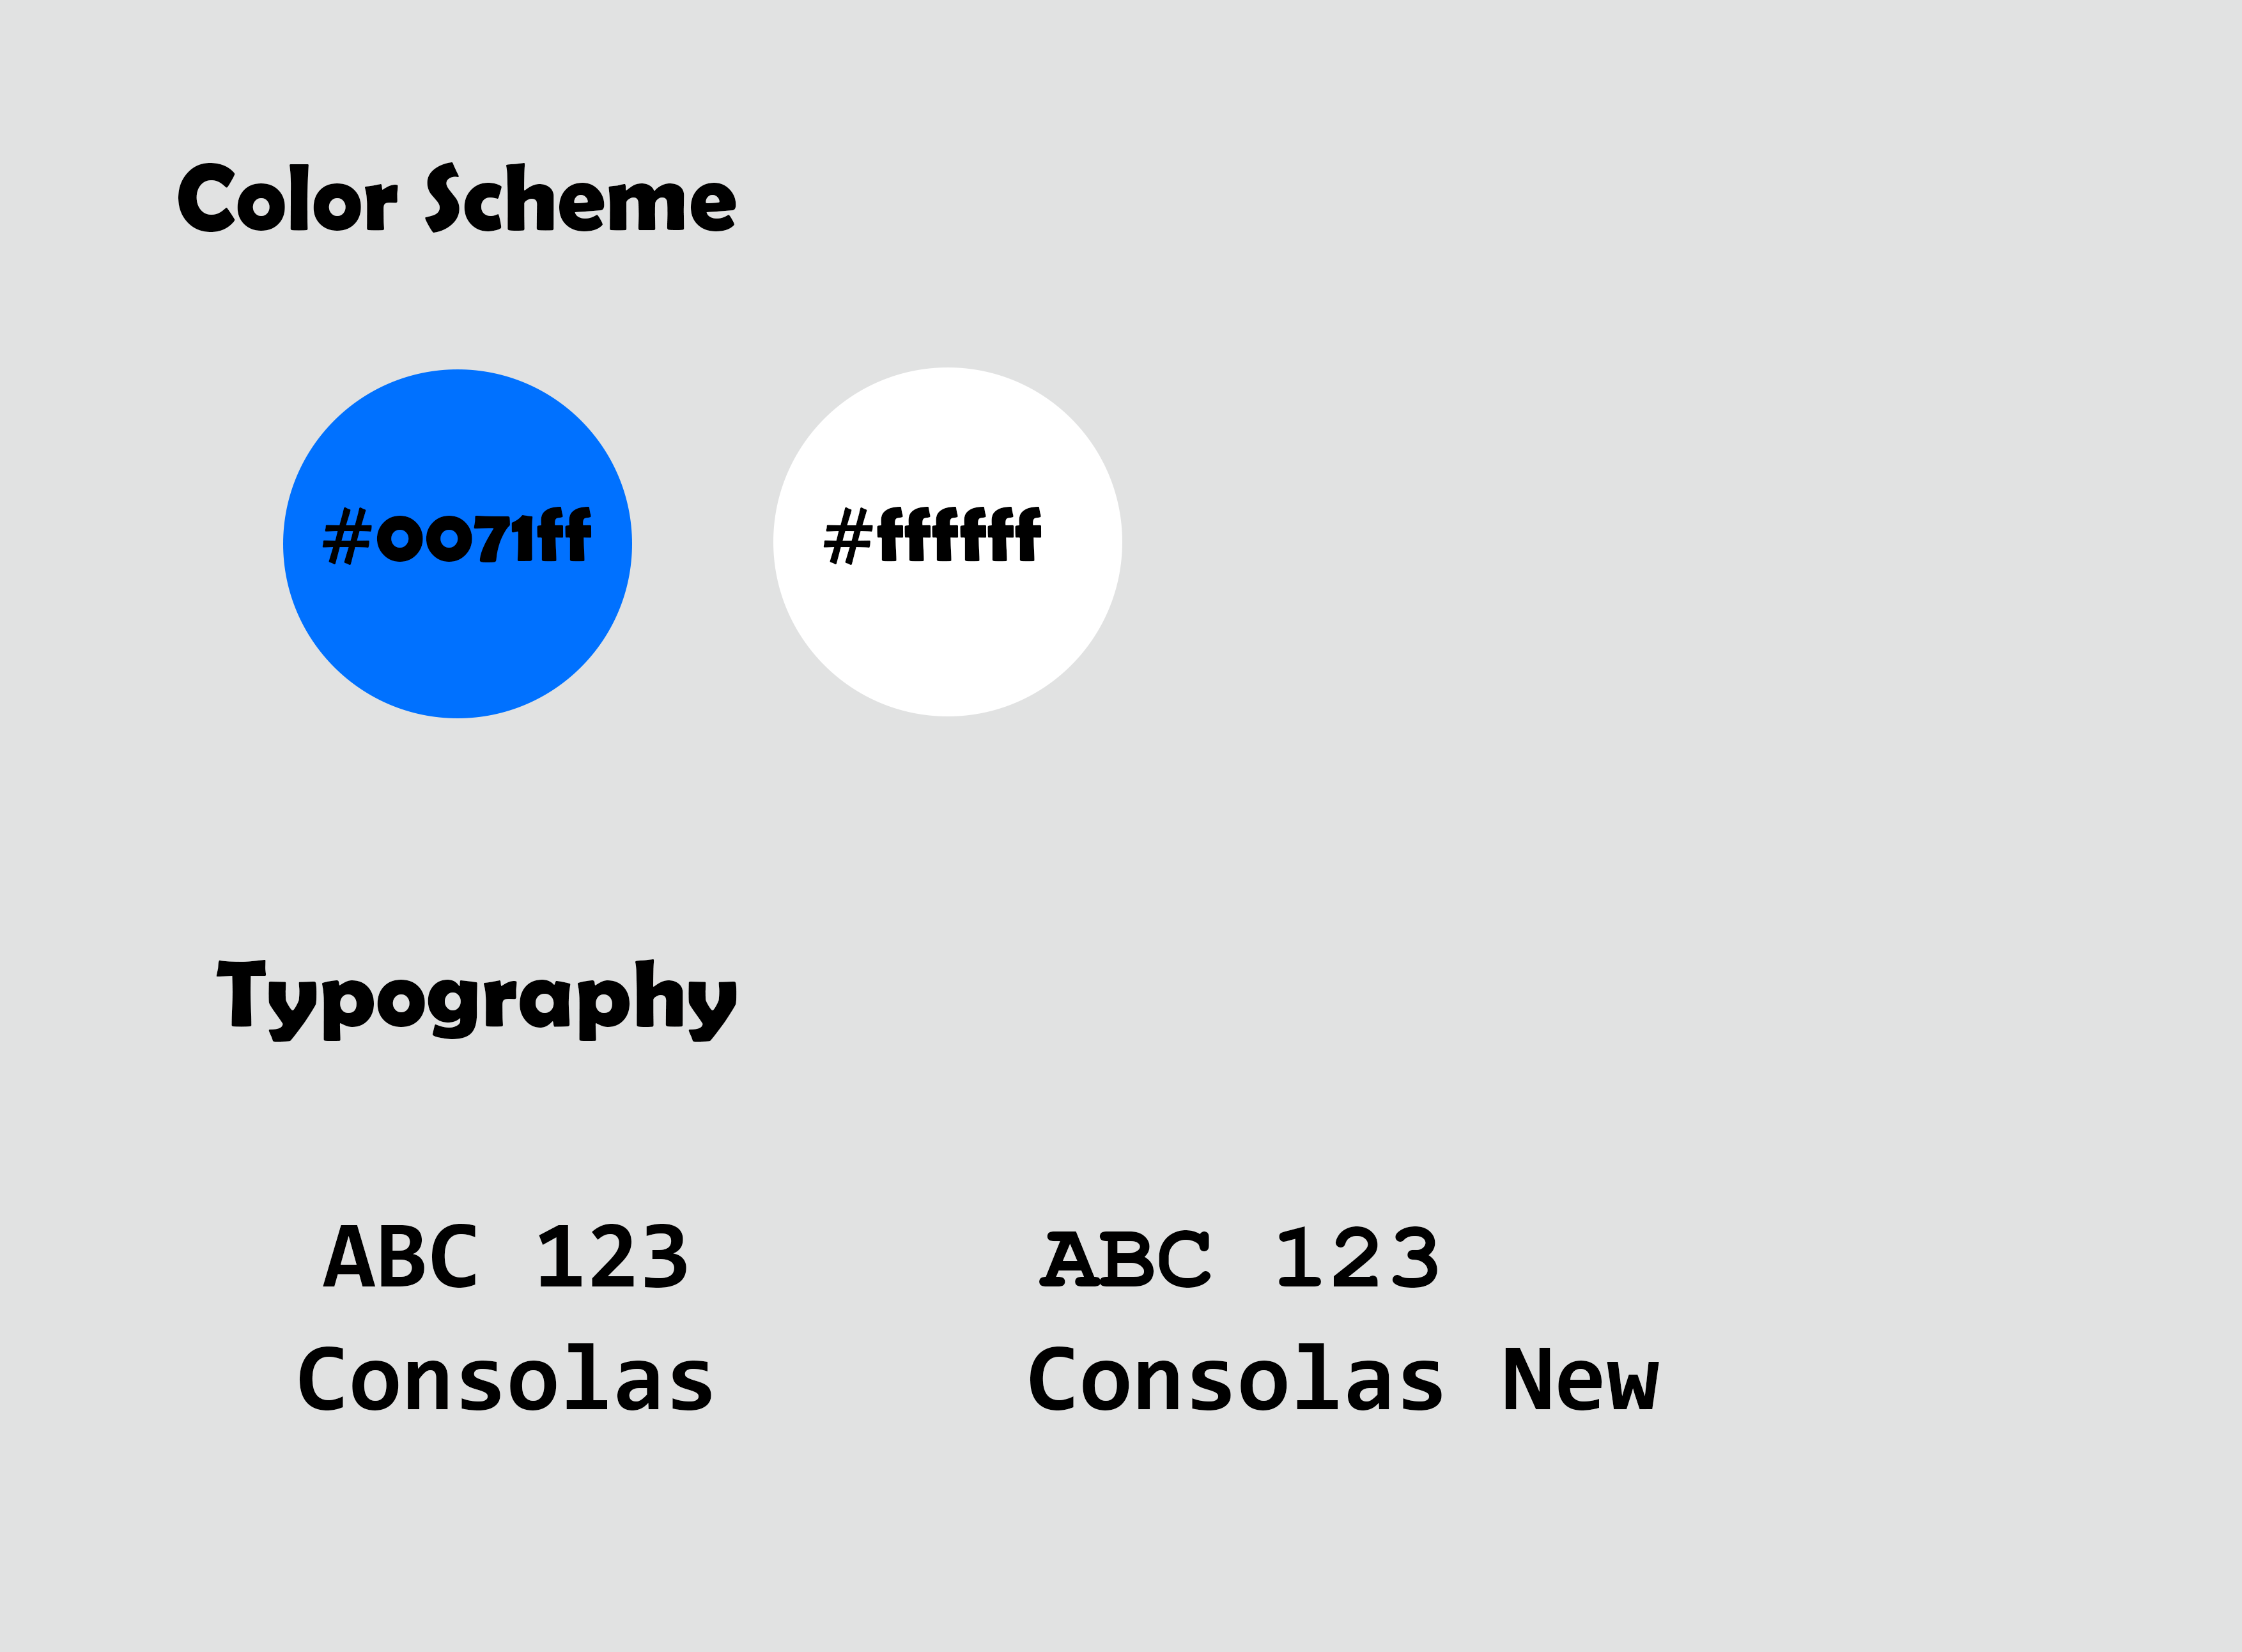 Color Scheme
#0071ff
#ffffff
Typography
ABC 123
ABC 123
Consolas
Consolas New